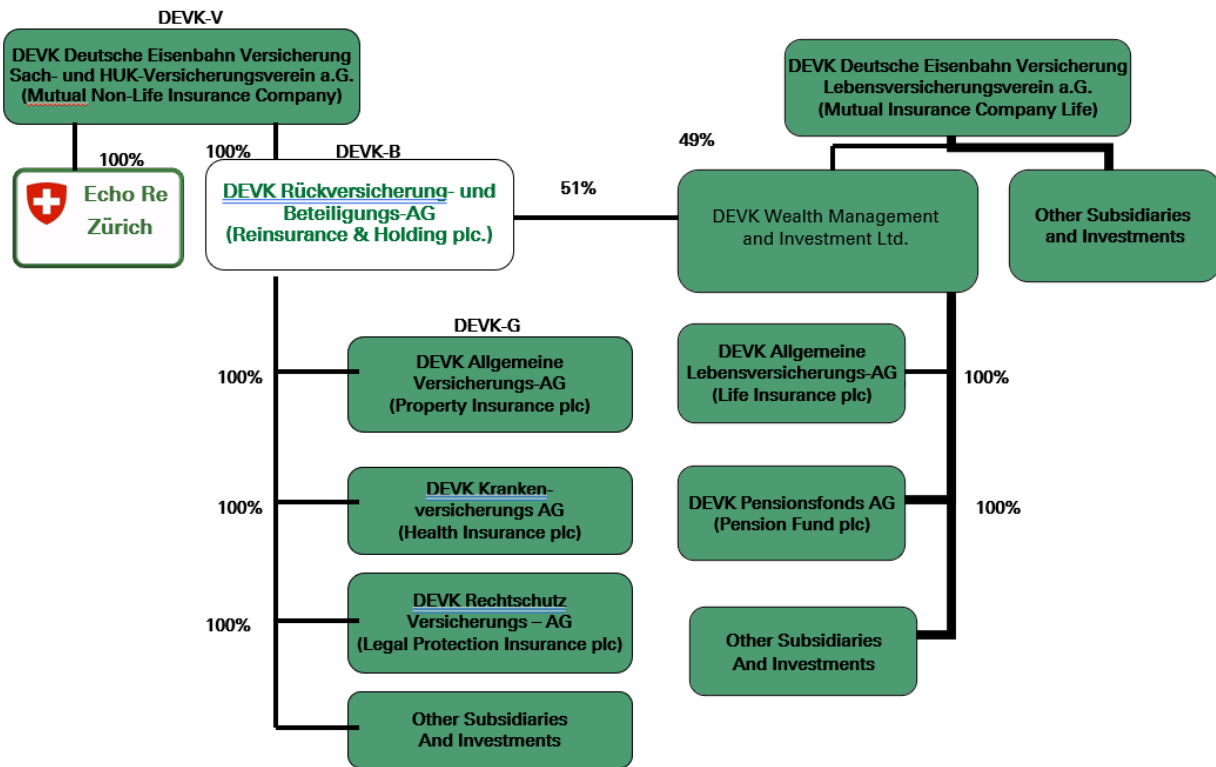 DEVK-V
DEVK Deutsche Eisenbahn Versicherung
Sach- und HUK-Versicherungsverein a.G.
(Mutual Non-Life Insurance Company)
DEVK Deutsche Eisenbahn Versicherung
Lebensversicherungsverein a.G.
(Mutual Insurance Company Life)
100%
100%
49%
Echo Re
Zürich
DEVK-B
DEVK Rückversicherung- und
Beteiligungs-AG
(Reinsurance & Holding plc.)
51%
DEVK Wealth Management
and Investment Ltd.
Other Subsidiaries
and Investments
DEVK-G
100%
DEVK Allgemeine
Versicherungs-AG
(Property Insurance plc)
DEVK Allgemeine
Lebensversicherungs-AG
(Life Insurance plc)
100%
100%
DEVK Kranken-
versicherungs AG
(Health Insurance plc)
DEVK Pensionsfonds AG
(Pension Fund plc)
100%
100%
DEVK Rechtschutz
Versicherungs – AG
(Legal Protection Insurance plc)
Other Subsidiaries
And Investments
Other Subsidiaries
And Investments